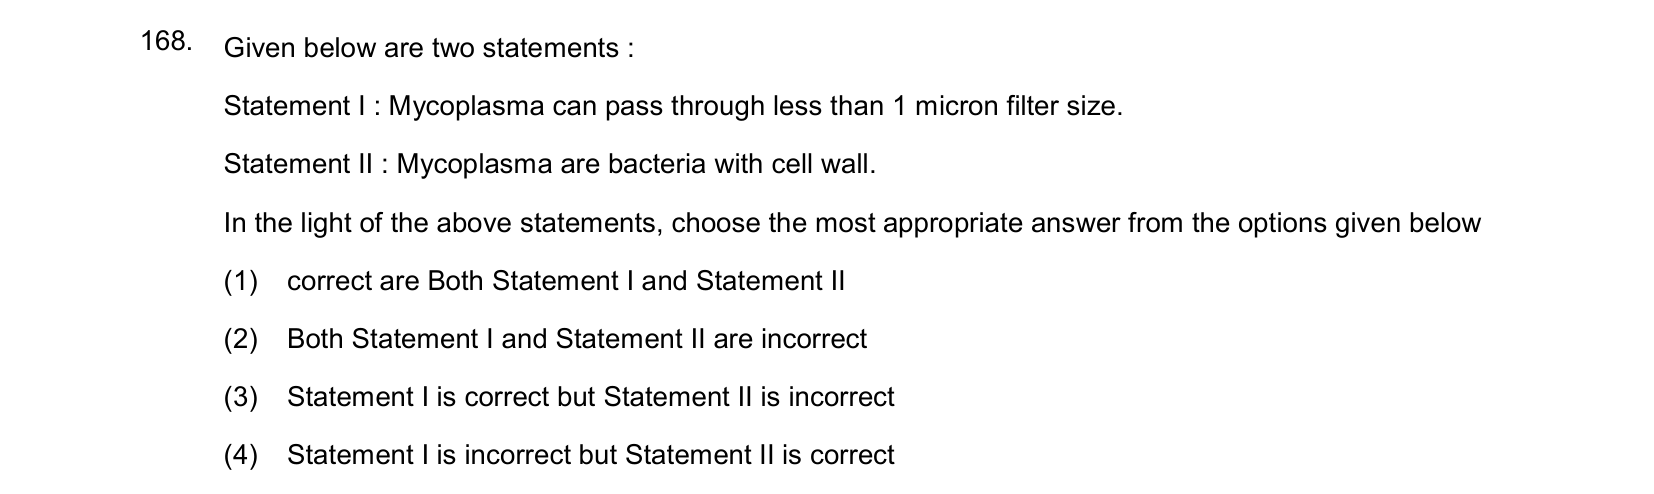 168. Given below are two statements :
Statement I : Mycoplasma can pass through less than 1 micron filter size.
Statement II : Mycoplasma are bacteria with cell wall.
In the light of the above statements, choose the most appropriate answer from the options given below
(1) correct are Both Statement I and Statement II
(2) Both Statement I and Statement II are incorrect
(3) Statement I is correct but Statement II is incorrect
(4) Statement I is incorrect but Statement II is correct